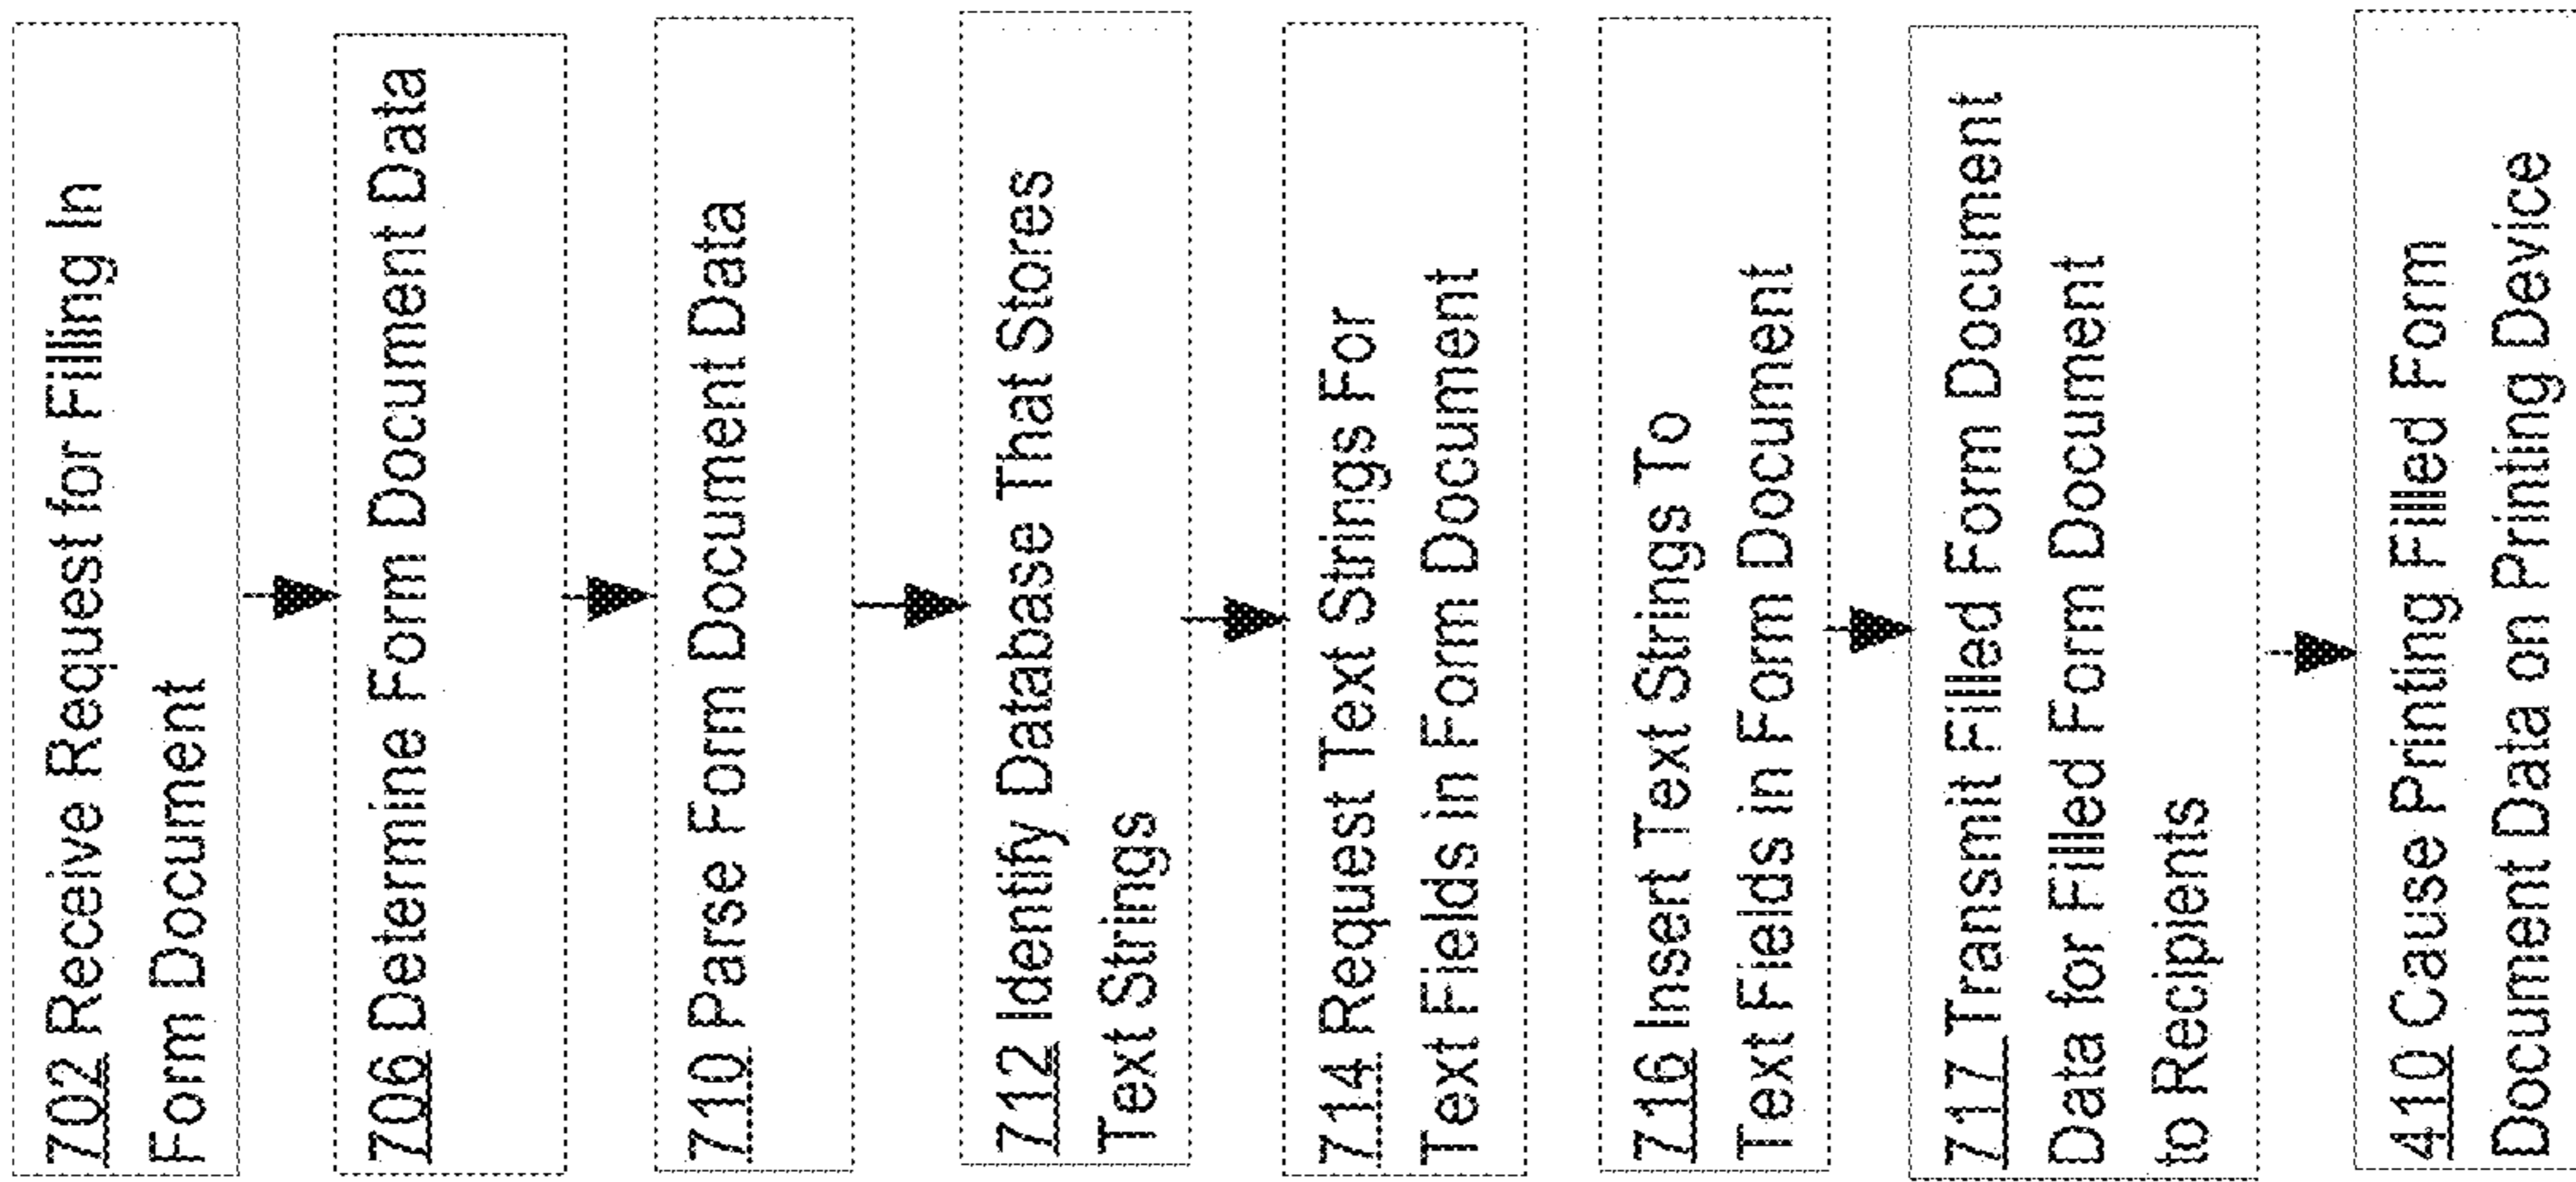 702 Receive Request for Filling In
Form Document
706 Determine Form Document Data
710 Parse Form Document Data
712 Identify Database That Stores
Text Strings
714 Request Text Strings For
Text Fields in Form Document
716 Insert Text Strings To
Text Fields in Form Document
717 Transmit Filled Form Document
Data for Filled Form Document
to Recipients
410 Cause Printing Filled Form
Document Data on Printing Device